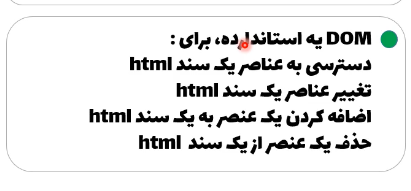 DOM یه استاندارده، برای :
دسترسی به عناصر یک سند html
تغییر عناصر یک سند html
اضافه کردن یک عنصر به یک سند html
حذف یک عنصر از یک سند html